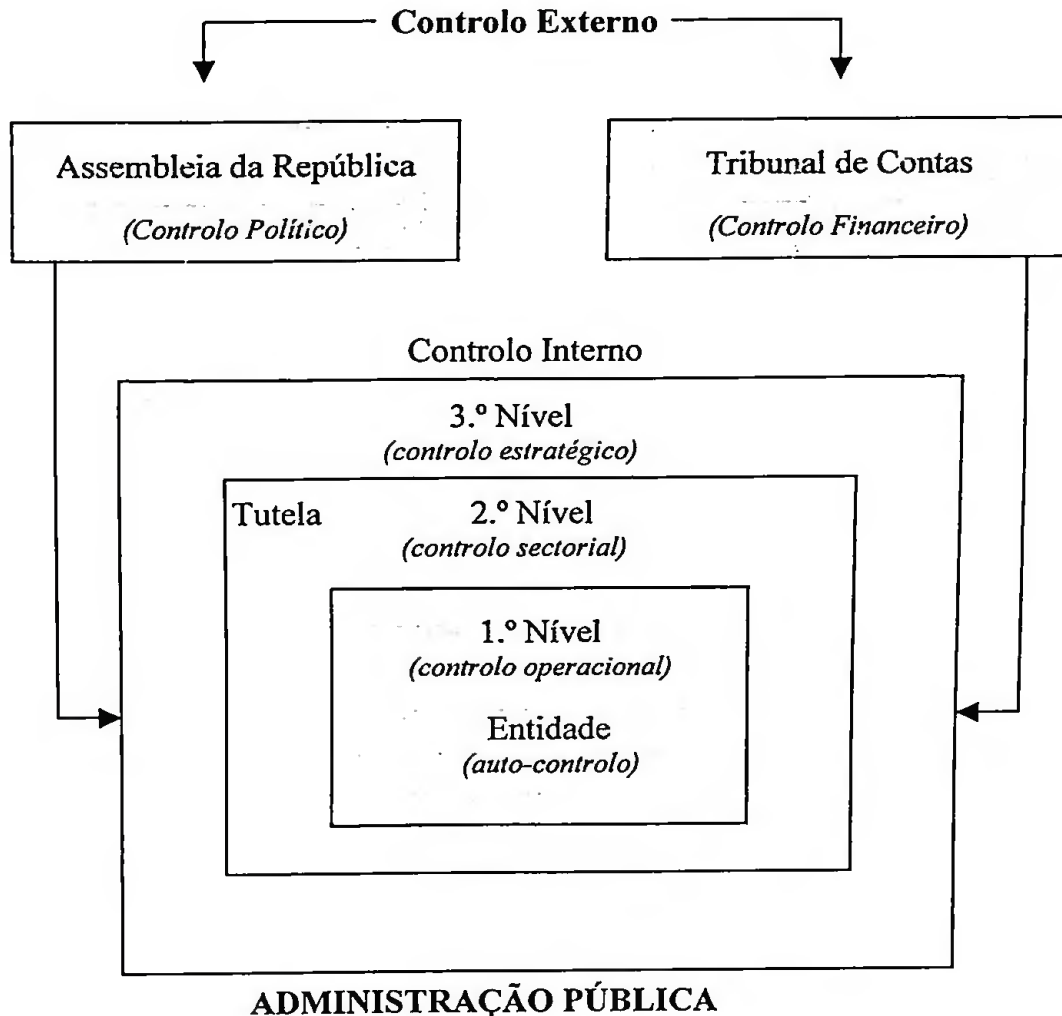 Controlo Externo
Assembleia da República
(Controlo Político)
Tribunal de Contas
(Controlo Financeiro)
Controlo Interno
3.º Nível
(controlo estratégico)
Tutela
2.º Nível
(controlo sectorial)
1.º Nível
(controlo operacional)
Entidade
(auto-controlo)
ADMINISTRAÇÃO PÚBLICA